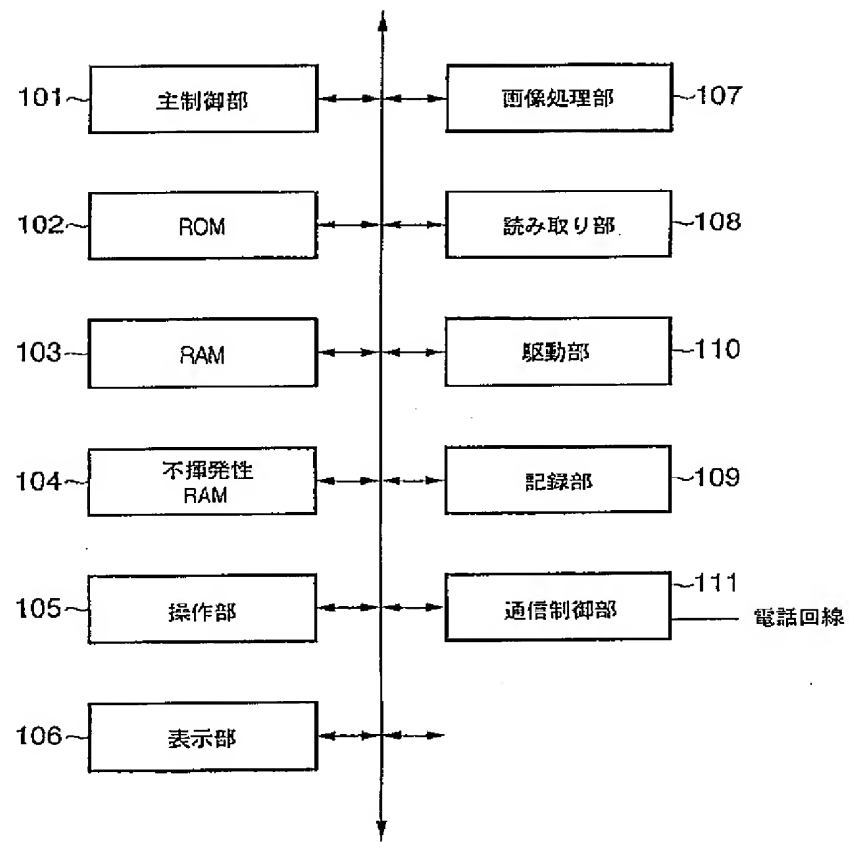 101 主制御部
画像処理部 107
102 ROM
読み取り部 108
103 RAM
駆動部 110
104 不揮発性
RAM
記録部 109
105 操作部
通信制御部 111
電話回線
106 表示部